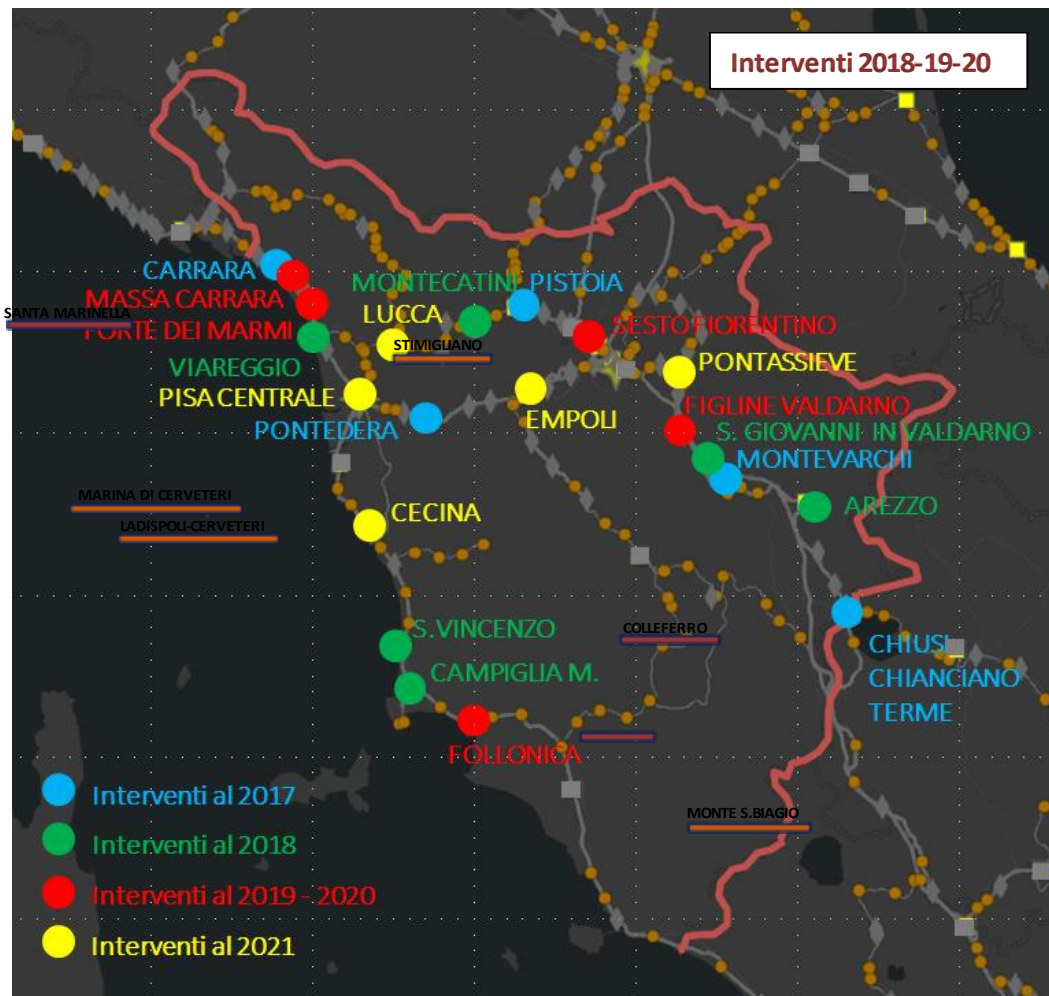 Interventi 2018-19-20
CARRARA
MONTECATINI
PISTOIA
MASSA CARRARA
SANTA MARINELLA
LUCCA
SESTO FIORENTINO
FORTE DEI MARMI
STIMIGLIANO
VIAREGGIO
PONTASSIEVE
PISA CENTRALE
EMPOLI
FIGLINE VALDARNO
PONTEDERA
S. GIOVANNI IN VALDARNO
MONTEVARCHI
MARINA DI CERVETERI
AREZZO
CECINA
LADISPOLI-CERVETERI
S.VINCENZO
COLLEFERRO
CHIUSI
CHIANCIANO
TERME
CAMPIGLIA M.
FOLLONICA
Interventi al 2017
MONTE S.BIAGIO
Interventi al 2018
Interventi al 2019 - 2020
Interventi al 2021